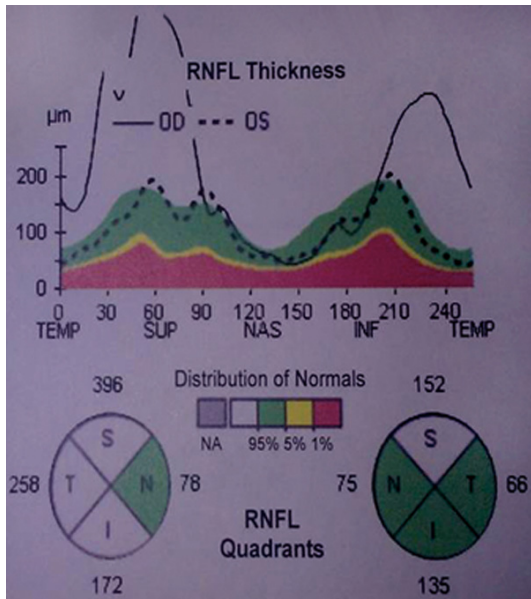 RNFL Thickness
µm
OD OS
200
100
0
0 30 60 90 120 150 180 210 240
TEMP SUP NAS INF TEMP
396 Distribution of Normals 152
NA 95% 5% 1%
S S
258 T N 78 75 N T 66
I I
RNFL
Quadrants
172 135